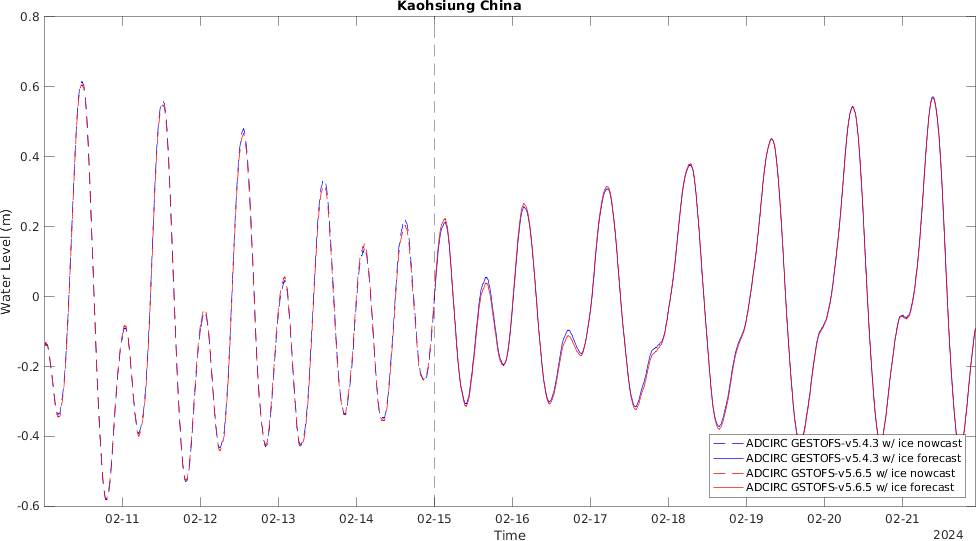 Kaohsiung China
0.8
0.6
0.4
0.2
0
-0.2
-0.4
-0.6
Water Level (m)
ADCIRC GESTOFS-v5.4.3 w/ ice nowcast
ADCIRC GESTOFS-v5.4.3 w/ ice forecast
ADCIRC GSTOFS-v5.6.5 w/ ice nowcast
ADCIRC GSTOFS-v5.6.5 w/ ice forecast
02-11 02-12 02-13 02-14 02-15 02-16 02-17 02-18 02-19 02-20 02-21
Time
2024